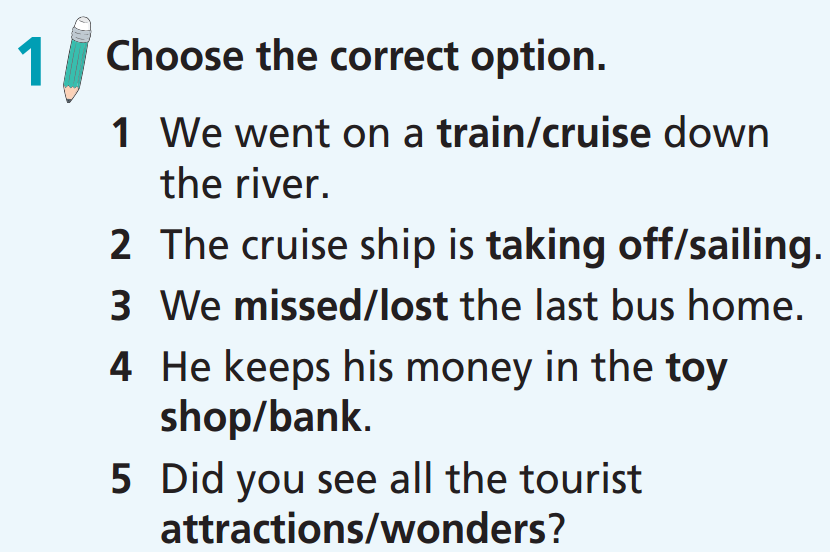 1 Choose the correct option.
1 We went on a train/cruise down
the river.
2 The cruise ship is taking off/sailing.
3 We missed/lost the last bus home.
4 He keeps his money in the toy
shop/bank.
5 Did you see all the tourist
attractions/wonders?